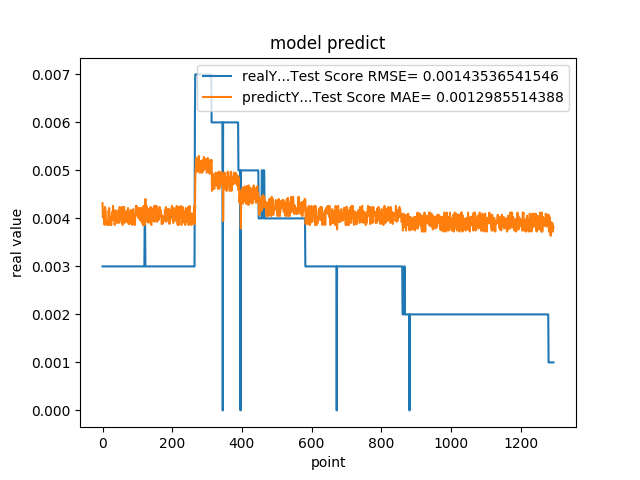 model predict
realY...Test Score RMSE= 0.00143536541546
predictY...Test Score MAE= 0.0012985514388
0.007
0.006
0.005
0.004
0.003
0.002
0.001
0.000
real value
0 200 400 600 800 1000 1200
point